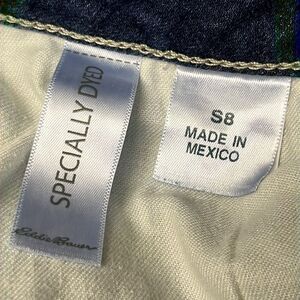 SPECIALLY DYED
Eddie Bauer
S8
MADE IN
MEXICO